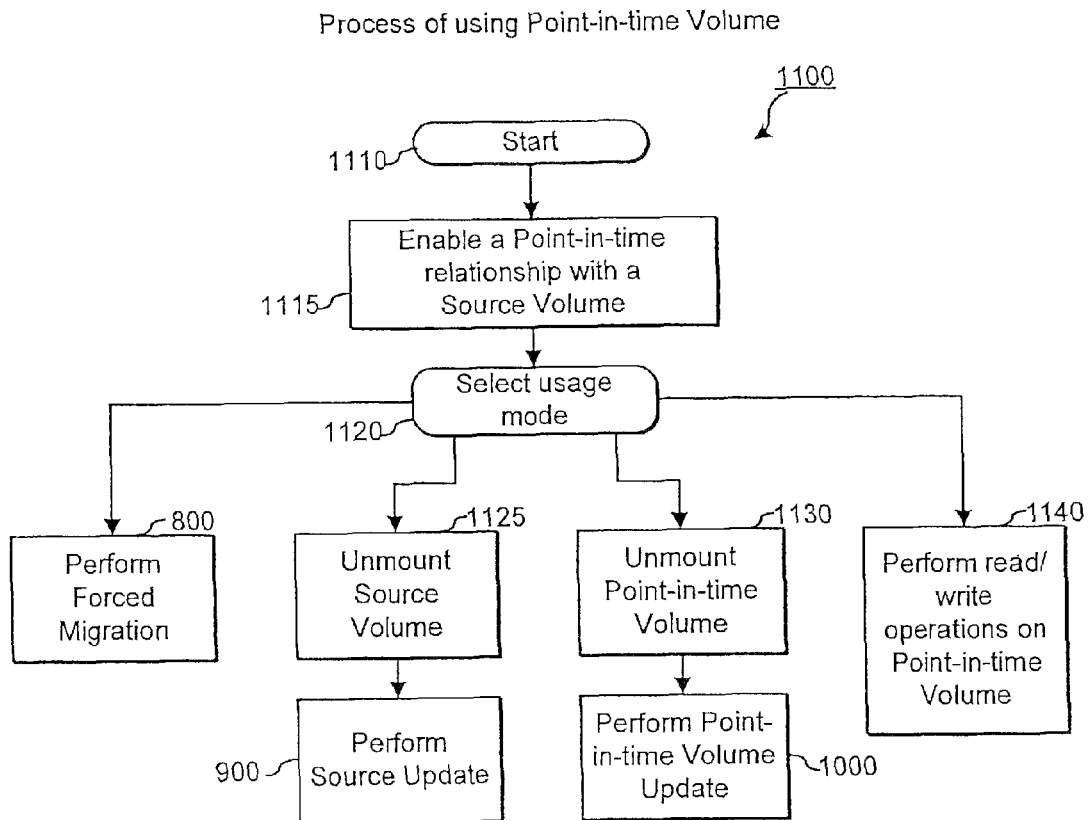 Process of using Point-in-time Volume
1100
Start
1110
Enable a Point-in-time
relationship with a
Source Volume
1115
Select usage
mode
1120
800
Perform
Forced
Migration
1125
Unmount
Source
Volume
1130
Unmount
Point-in-time
Volume
1140
Perform read/
write
operations on
Point-in-time
Volume
900
Perform
Source Update
Perform Point-
in-time Volume
Update
1000